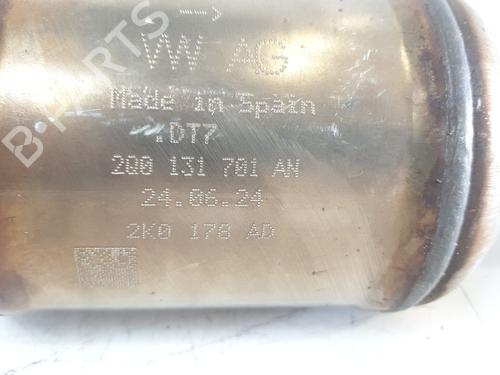 VW AG
Made in Spain
.DT7
2Q0 131 701 AN
24.06.24
2K0 178 AD
B-PARTS